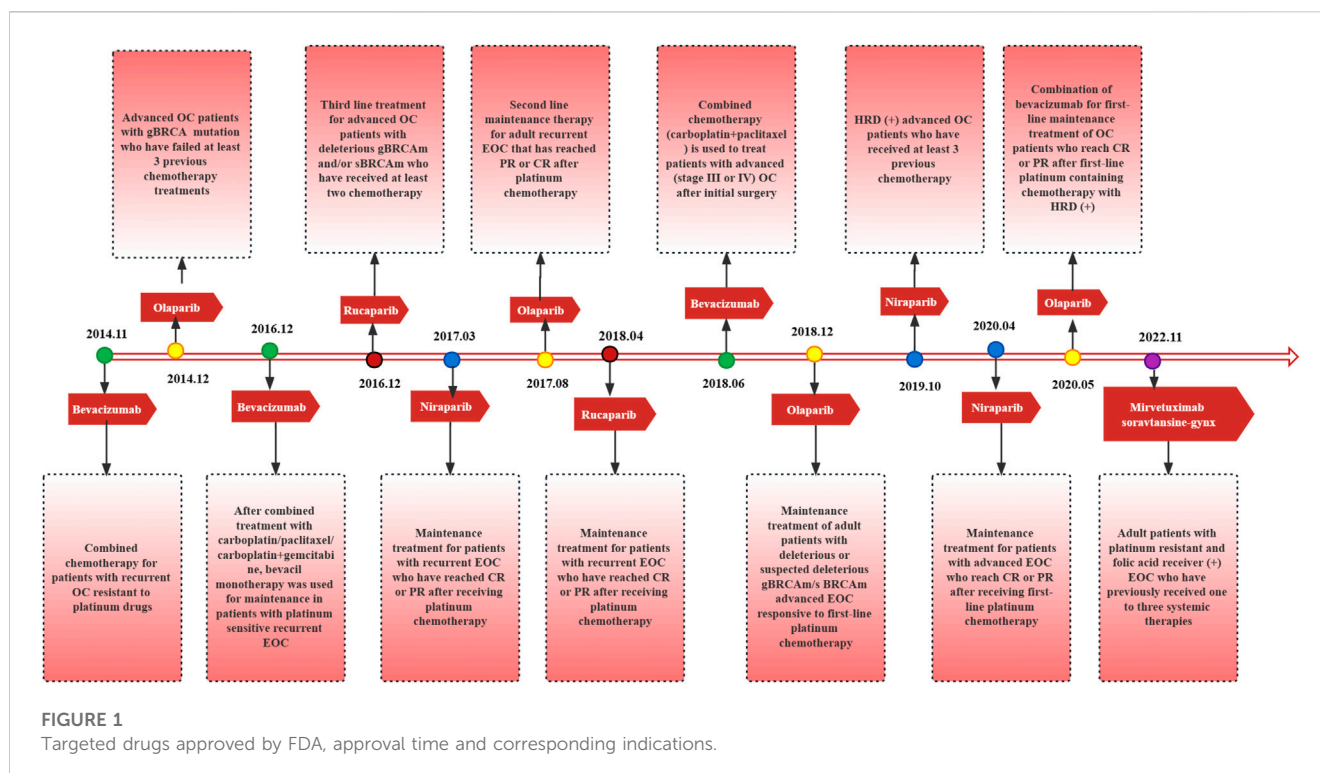 Advanced OC patients
with gBRCA mutation
who have failed at least
3 previous
chemotherapy
treatments
Third line treatment
for advanced OC
patients with
deleterious gBRCAm
and/or sBRCAm who
have received at least
two chemotherapy
Second line
maintenance therapy
for adult recurrent
EOC that has reached
PR or CR after
platinum
chemotherapy
Combined
chemotherapy
(carboplatin+paclitaxel
) is used to treat
patients with advanced
(stage III or IV) OC
after initial surgery
HRD (+) advanced OC
patients who have
received at least 3
previous
chemotherapy
Combination of
bevacizumab for first-
line maintenance
treatment of OC
patients who reach CR
or PR after first-line
platinum containing
chemotherapy with
HRD (+)
Olaparib
Rucaparib
Olaparib
Bevacizumab
Niraparib
Olaparib
2014.11
2016.12
2017.03
2018.04
2018.12
2020.04
2022.11
2014.12
2016.12
2017.08
2018.06
2019.10
2020.05
Bevacizumab
Bevacizumab
Niraparib
Rucaparib
Olaparib
Niraparib
Mirvetuximab
soravtansine-gynx
Combined
chemotherapy for
patients with recurrent
OC resistant to
platinum drugs
After combined
treatment with
carboplatin/paclitaxel/
carboplatin+gemcitabi
ne, bevacil
monotherapy was used
for maintenance in
patients with platinum
sensitive recurrent
EOC
Maintenance
treatment for patients
with recurrent EOC
who have reached CR
or PR after receiving
platinum
chemotherapy
Maintenance
treatment for patients
with recurrent EOC
who have reached CR
or PR after receiving
platinum
chemotherapy
Maintenance
treatment of adult
patients with
deleterious or
suspected deleterious
gBRCAm/s BRCAm
advanced EOC
responsive to first-line
platinum
chemotherapy
Maintenance
treatment for patients
with advanced EOC
who reach CR or PR
after receiving
first-line platinum
chemotherapy
Adult patients with
platinum resistant and
folic acid receiver (+)
EOC who have
previously received one
to three systemic
therapies
FIGURE 1
Targeted drugs approved by FDA, approval time and corresponding indications.